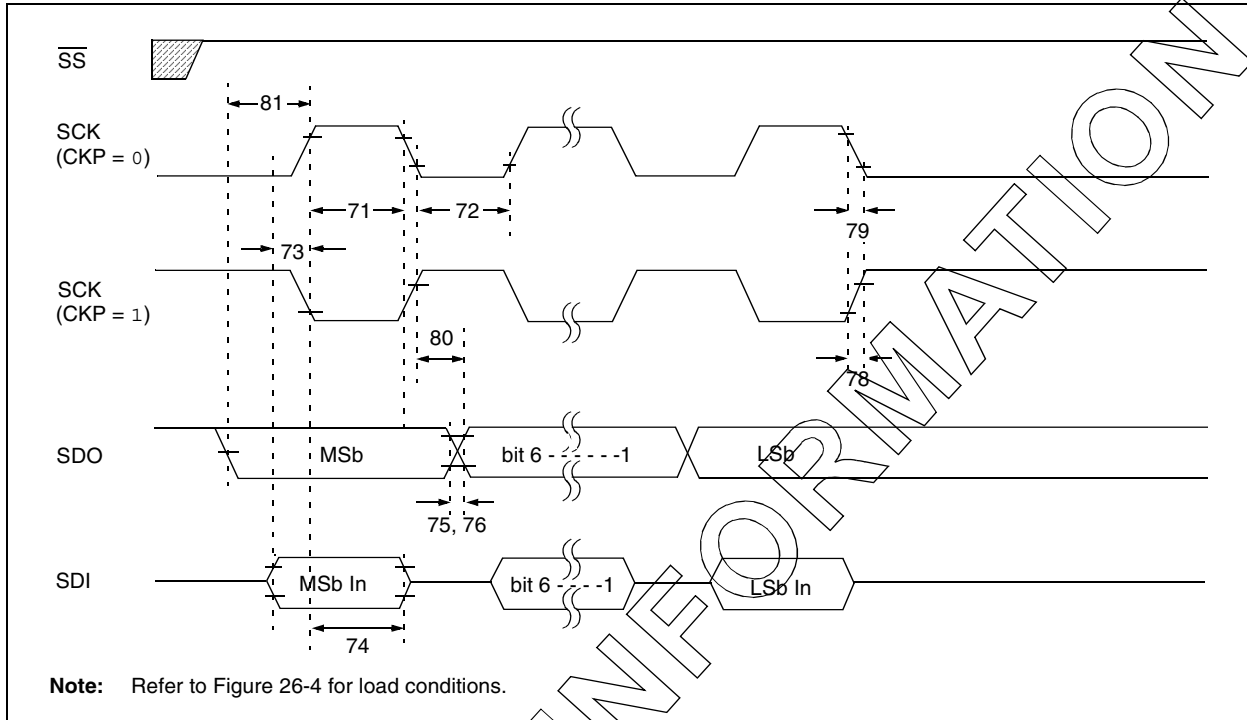 SS
81
SCK
(CKP = 0)
71
72
79
73
SCK
(CKP = 1)
80
78
SDO
MSb
bit 6 - - - - - - -1
LSb
75, 76
SDI
MSb In
bit 6 - - - - -1
LSb In
74
Note: Refer to Figure 26-4 for load conditions.
INFORMATION